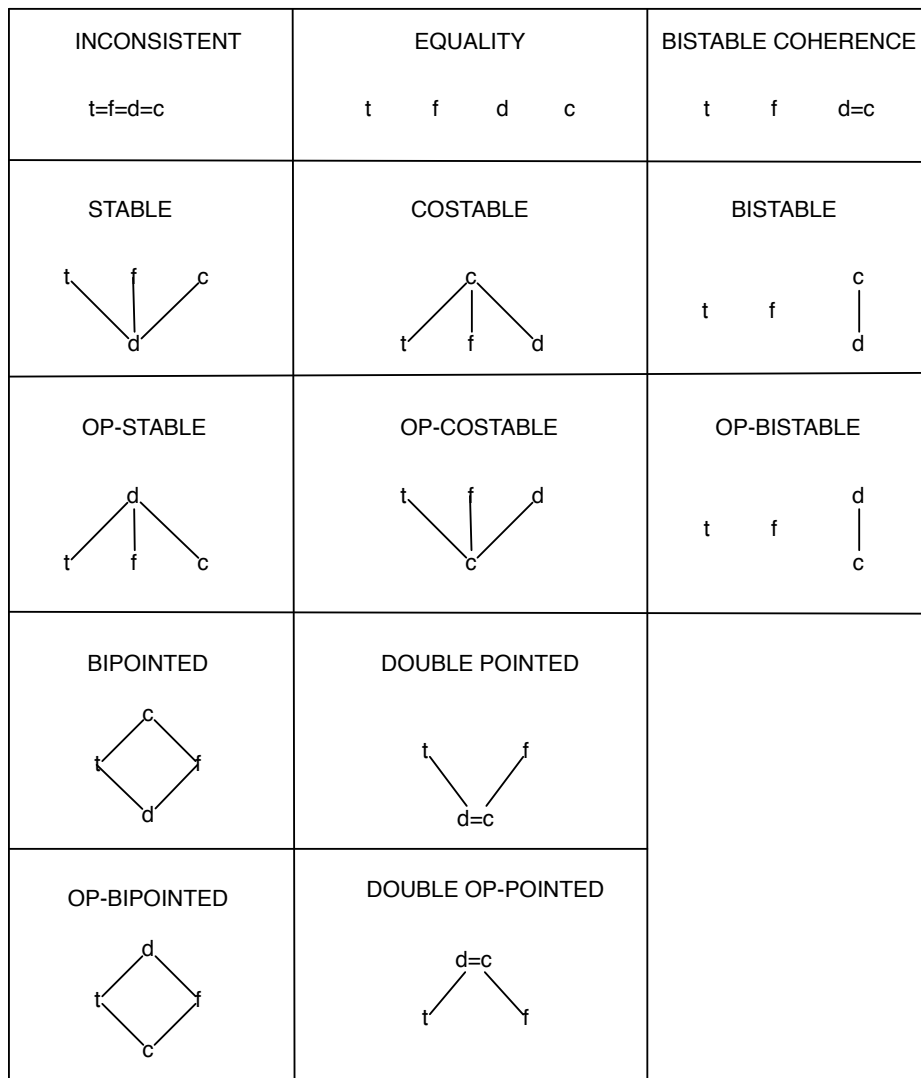 INCONSISTENT
t=f=d=c
EQUALITY
t f d c
BISTABLE COHERENCE
t f d=c
STABLE
t f c
d
COSTABLE
c
t f d
BISTABLE
c
t f
d
OP-STABLE
d
t f c
OP-COSTABLE
t f d
c
OP-BISTABLE
d
t f
c
BIPOINTED
c
t f
d
DOUBLE POINTED
t f
d=c
OP-BIPOINTED
d
t f
c
DOUBLE OP-POINTED
d=c
t f